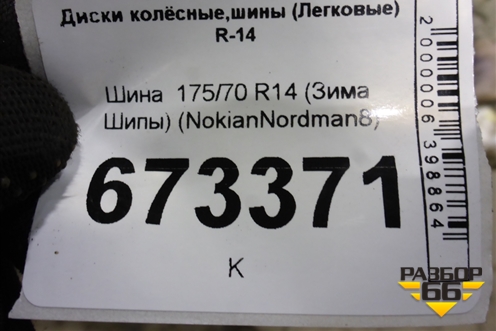 Диски колёсные,шины (Легковые)
R-14
Шина 175/70 R14 (Зима
Шипы) (NokianNordman8)
673371
К
2000006398864
РАЗБОР
66